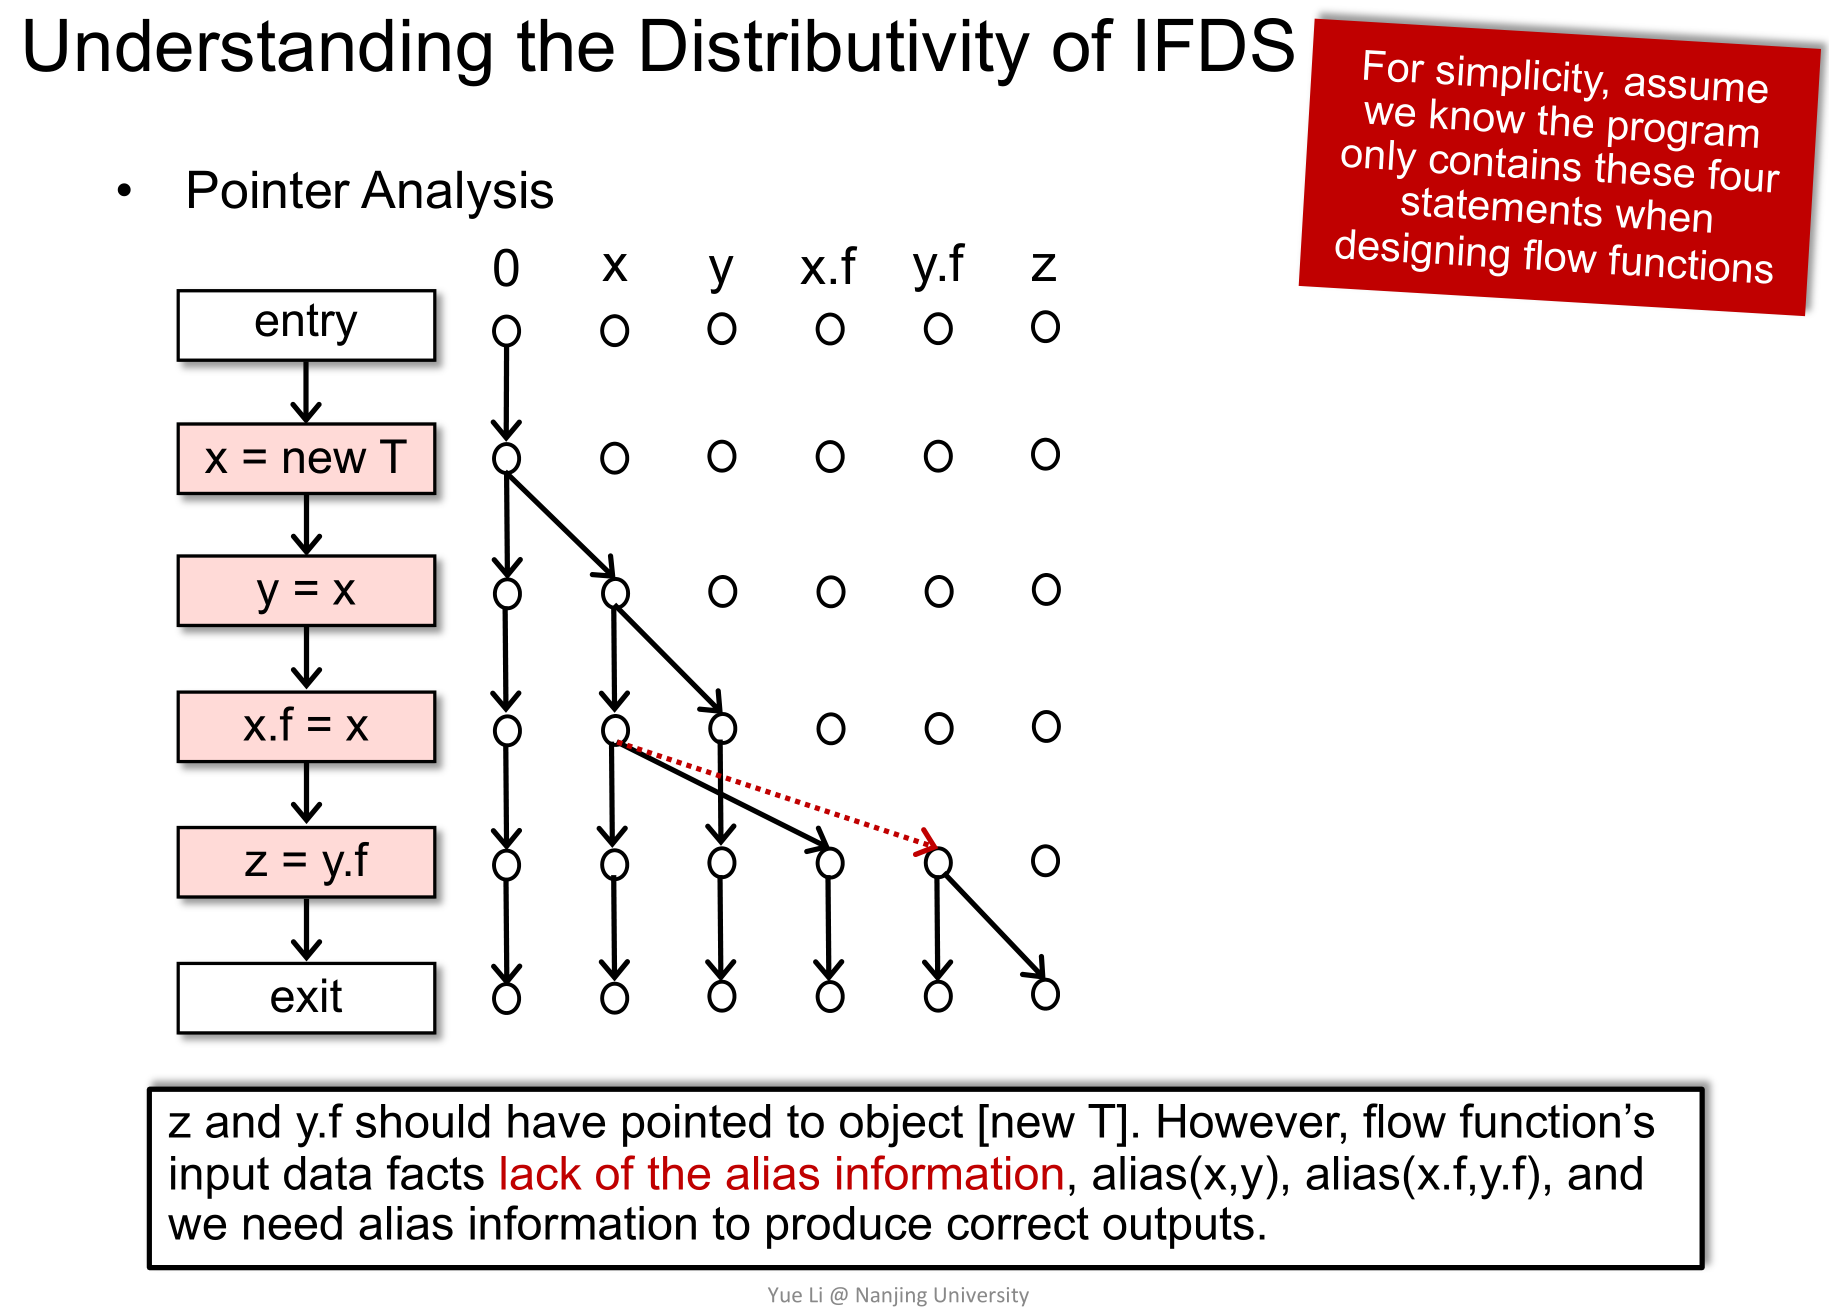 Understanding the Distributivity of IFDS
For simplicity, assume
we know the program
only contains these four
statements when
designing flow functions
• Pointer Analysis
0 x y x.f y.f z
entry
x = new T
y = x
x.f = x
z = y.f
exit
z and y.f should have pointed to object [new T]. However, flow function’s
input data facts lack of the alias information, alias(x,y), alias(x.f,y.f), and
we need alias information to produce correct outputs.
Yue Li @ Nanjing University